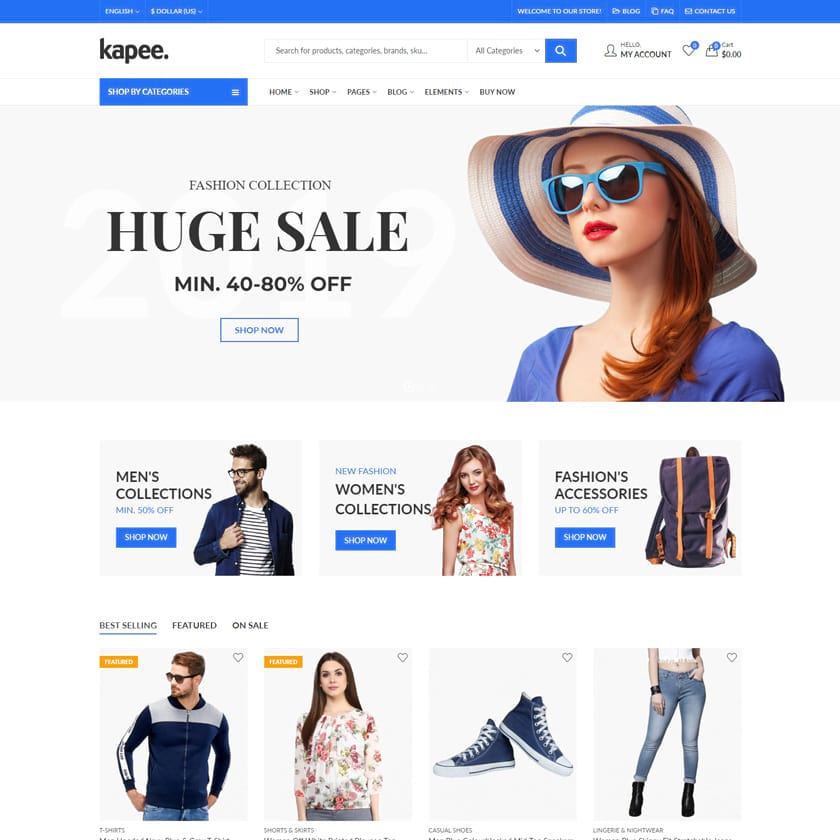 ENGLISH
$ DOLLAR (US)
WELCOME TO OUR STORE!
BLOG
FAQ
CONTACT US
kapee.
Search for products, categories, brands, sku...
All Categories
HELLO,
MY ACCOUNT
0
0
Cart
$0.00
SHOP BY CATEGORIES
HOME
SHOP
PAGES
BLOG
ELEMENTS
BUY NOW
2019
FASHION COLLECTION
HUGE SALE
MIN. 40-80% OFF
SHOP NOW
MEN'S
COLLECTIONS
MIN. 50% OFF
SHOP NOW
NEW FASHION
WOMEN'S
COLLECTIONS
SHOP NOW
FASHION'S
ACCESSORIES
UP TO 60% OFF
SHOP NOW
BEST SELLING
FEATURED
ON SALE
FEATURED
FEATURED
T-SHIRTS
SHORTS & SKIRTS
CASUAL SHOES
LINGERIE & NIGHTWEAR